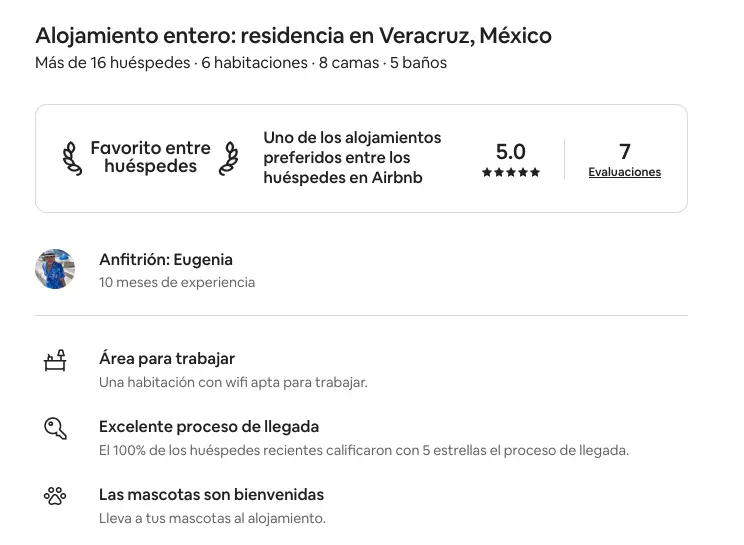 Alojamiento entero: residencia en Veracruz, México
Más de 16 huéspedes · 6 habitaciones · 8 camas · 5 baños
Favorito entre
huéspedes
Uno de los alojamientos
preferidos entre los
huéspedes en Airbnb
5.0
7
Evaluaciones
Anfitrión: Eugenia
10 meses de experiencia
Área para trabajar
Una habitación con wifi apta para trabajar.
Excelente proceso de llegada
El 100% de los huéspedes recientes calificaron con 5 estrellas el proceso de llegada.
Las mascotas son bienvenidas
Lleva a tus mascotas al alojamiento.